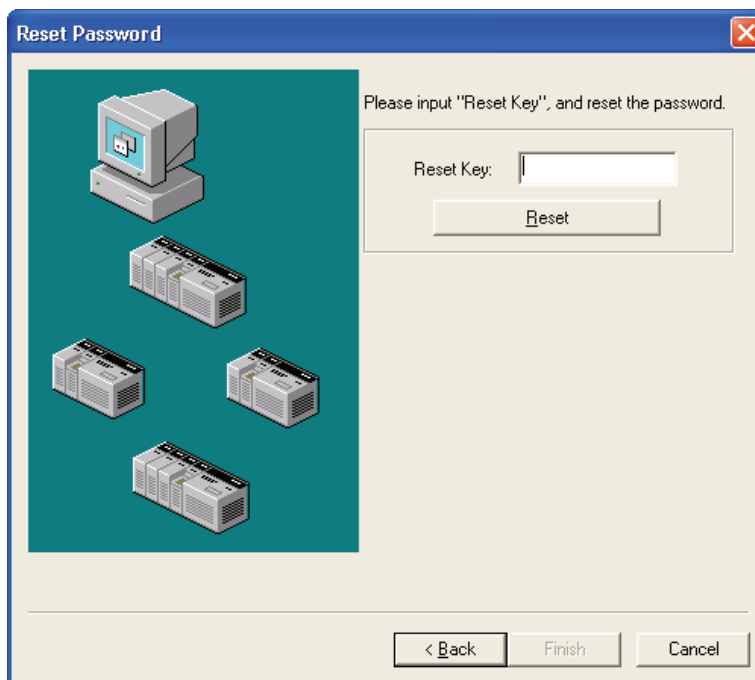 Reset Password
Please input "Reset Key", and reset the password.
Reset Key:
Reset
< Back
Finish
Cancel